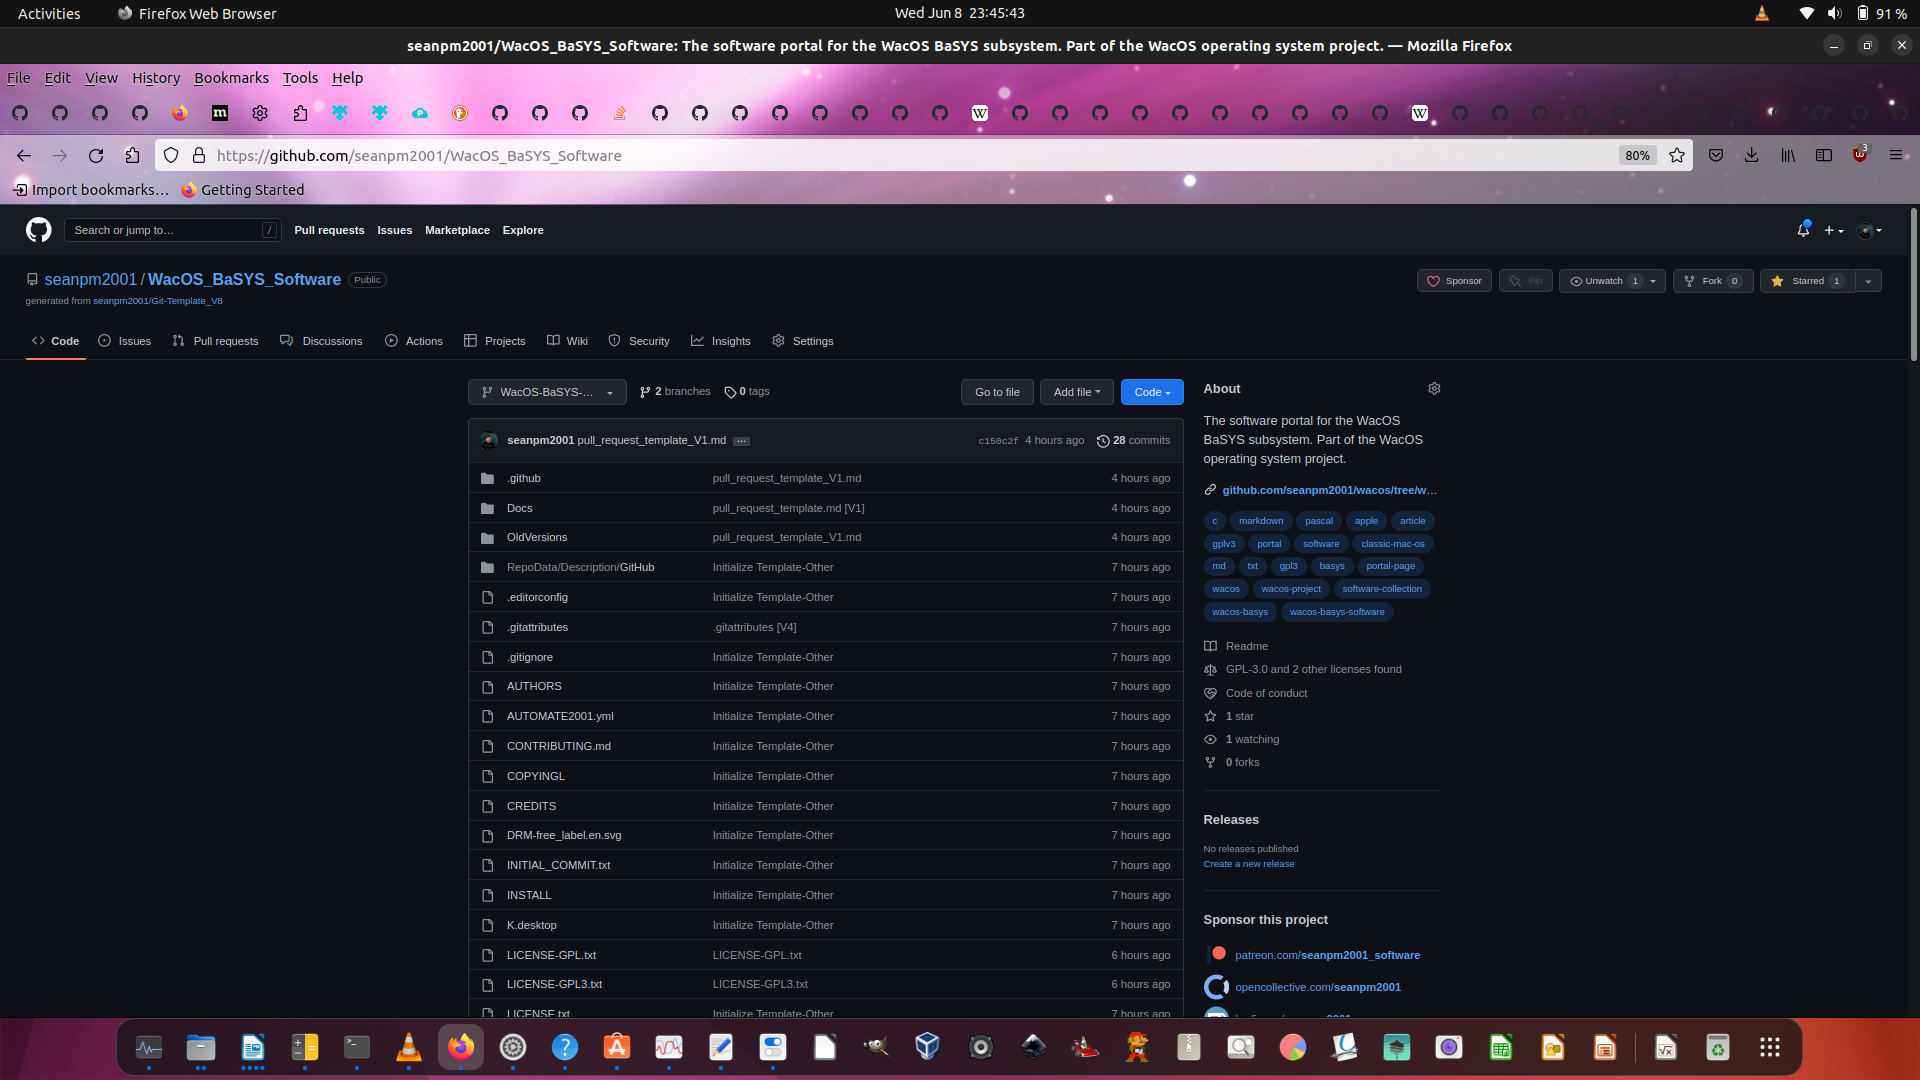 Activities
Firefox Web Browser
Wed Jun 8 23:45:43
91 %
seanpm2001/WacOS_BaSYS_Software: The software portal for the WacOS BaSYS subsystem. Part of the WacOS operating system project. — Mozilla Firefox
File Edit View History Bookmarks Tools Help
https://github.com/seanpm2001/WacOS_BaSYS_Software
80%
3
Import bookmarks…
Getting Started
Search or jump to…
/
Pull requests Issues Marketplace Explore
seanpm2001 / WacOS_BaSYS_Software Public
generated from seanpm2001/Git-Template_V8
Sponsor
Pin
Unwatch 1
Fork 0
Starred 1
Code Issues Pull requests Discussions Actions Projects Wiki Security Insights Settings
WacOS-BaSYS-...
2 branches
0 tags
Go to file
Add file
Code
seanpm2001 pull_request_template_V1.md ...
c150c2f 4 hours ago
28 commits
.github pull_request_template_V1.md 4 hours ago
Docs pull_request_template.md [V1] 4 hours ago
OldVersions pull_request_template_V1.md 4 hours ago
RepoData/Description/GitHub Initialize Template-Other 7 hours ago
.editorconfig Initialize Template-Other 7 hours ago
.gitattributes .gitattributes [V4] 7 hours ago
.gitignore Initialize Template-Other 7 hours ago
AUTHORS Initialize Template-Other 7 hours ago
AUTOMATE2001.yml Initialize Template-Other 7 hours ago
CONTRIBUTING.md Initialize Template-Other 7 hours ago
COPYINGL Initialize Template-Other 7 hours ago
CREDITS Initialize Template-Other 7 hours ago
DRM-free_label.en.svg Initialize Template-Other 7 hours ago
INITIAL_COMMIT.txt Initialize Template-Other 7 hours ago
INSTALL Initialize Template-Other 7 hours ago
K.desktop Initialize Template-Other 7 hours ago
LICENSE-GPL.txt LICENSE-GPL.txt 6 hours ago
LICENSE-GPL3.txt LICENSE-GPL3.txt 6 hours ago
LICENSE.txt Initialize Template-Other 7 hours ago
About
The software portal for the WacOS
BaSYS subsystem. Part of the WacOS
operating system project.
github.com/seanpm2001/wacos/tree/w…
c markdown pascal apple article
gplv3 portal software classic-mac-os
md txt gpl3 basys portal-page
wacos wacos-project software-collection
wacos-basys wacos-basys-software
Readme
GPL-3.0 and 2 other licenses found
Code of conduct
1 star
1 watching
0 forks
Releases
No releases published
Create a new release
Sponsor this project
patreon.com/seanpm2001_software
opencollective.com/seanpm2001